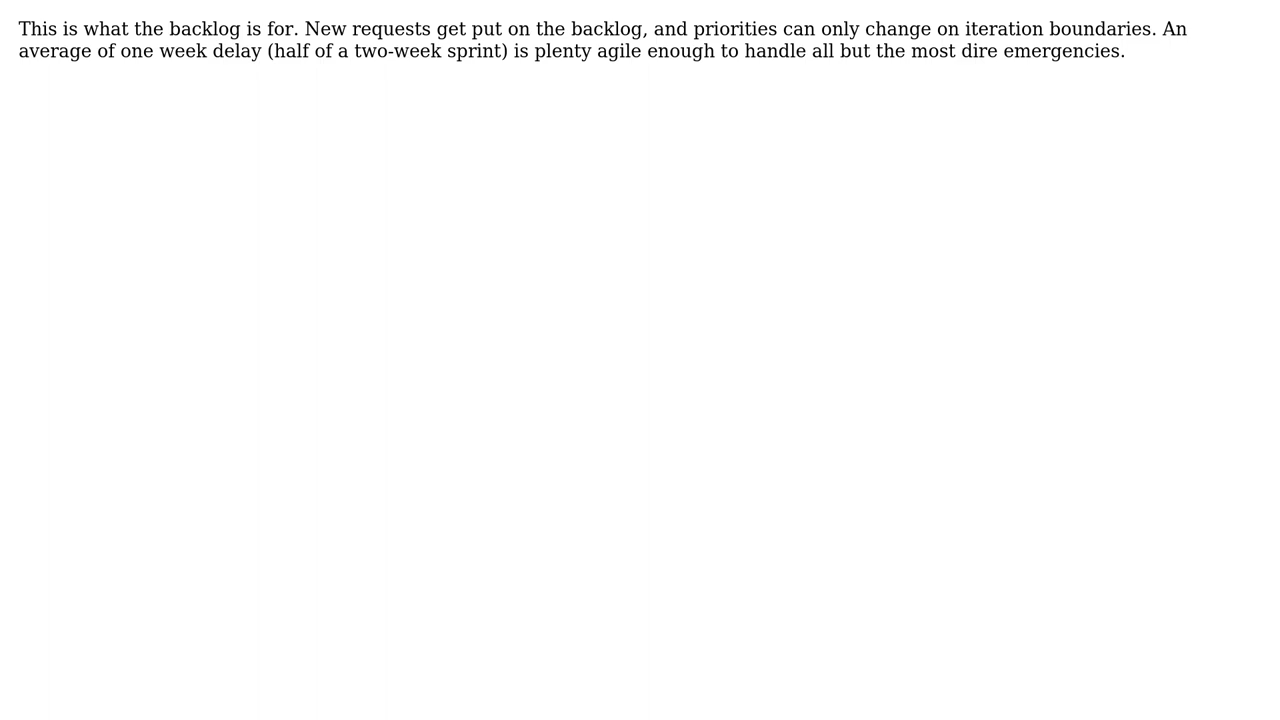 This is what the backlog is for. New requests get put on the backlog, and priorities can only change on iteration boundaries. An
average of one week delay (half of a two-week sprint) is plenty agile enough to handle all but the most dire emergencies.